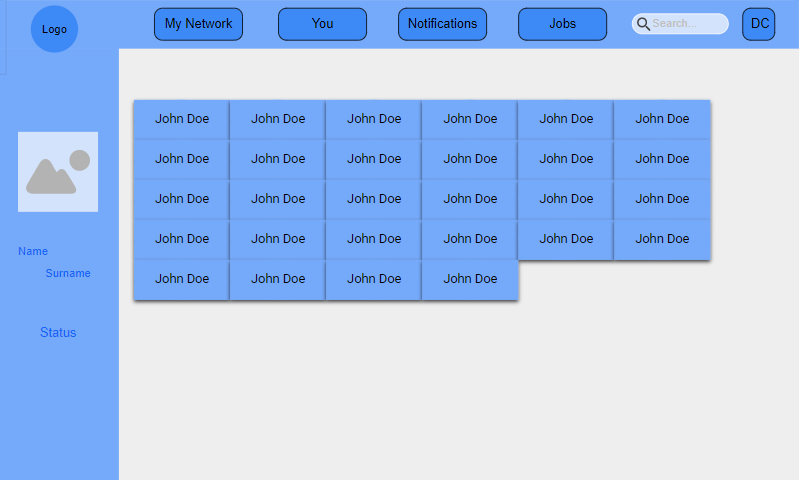 Logo
My Network
You
Notifications
Jobs
Search...
DC
Name
Surname
Status
John Doe John Doe John Doe John Doe John Doe John Doe
John Doe John Doe John Doe John Doe John Doe John Doe
John Doe John Doe John Doe John Doe John Doe John Doe
John Doe John Doe John Doe John Doe John Doe John Doe
John Doe John Doe John Doe John Doe